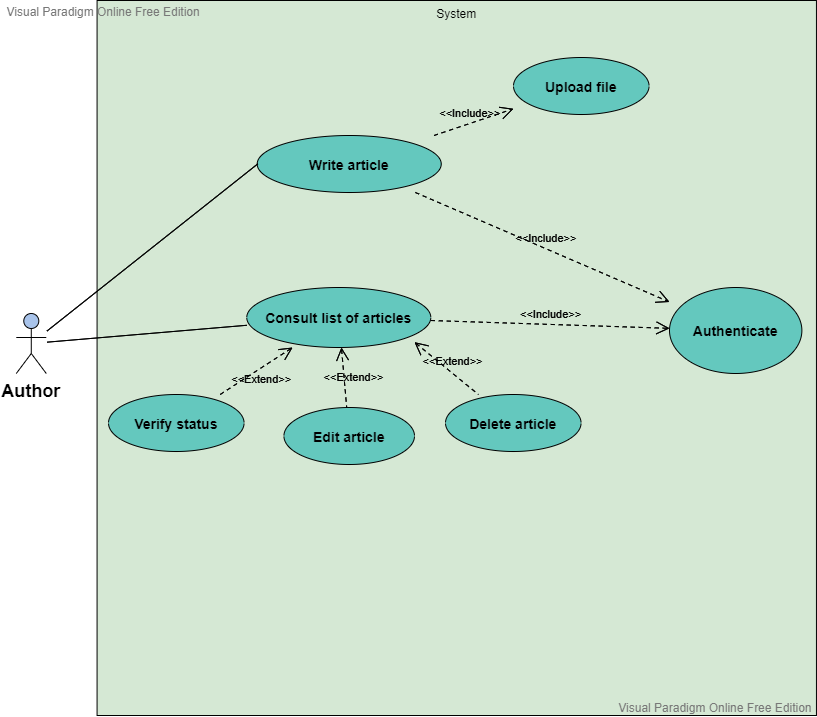 Visual Paradigm Online Free Edition
System
Upload file
<<Include>>
Write article
<<Include>>
Consult list of articles
<<Include>>
Authenticate
Author
<<Extend>>
<<Extend>>
<<Extend>>
Verify status
Edit article
Delete article
Visual Paradigm Online Free Edition